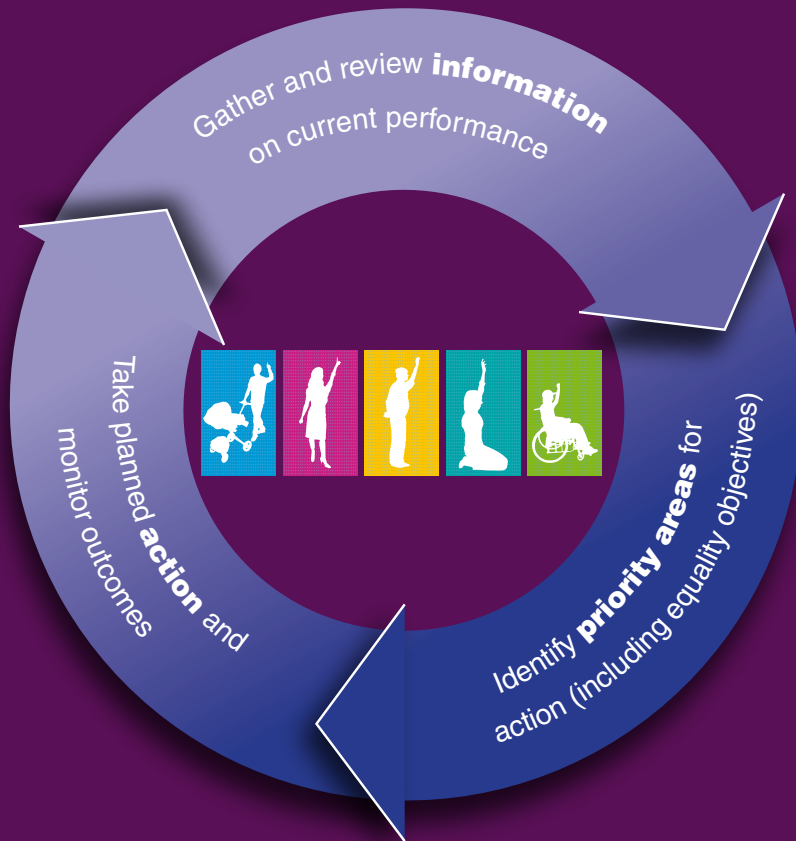 Gather and review information
on current performance
Identify priority areas for
action (including equality objectives)
Take planned action and
monitor outcomes